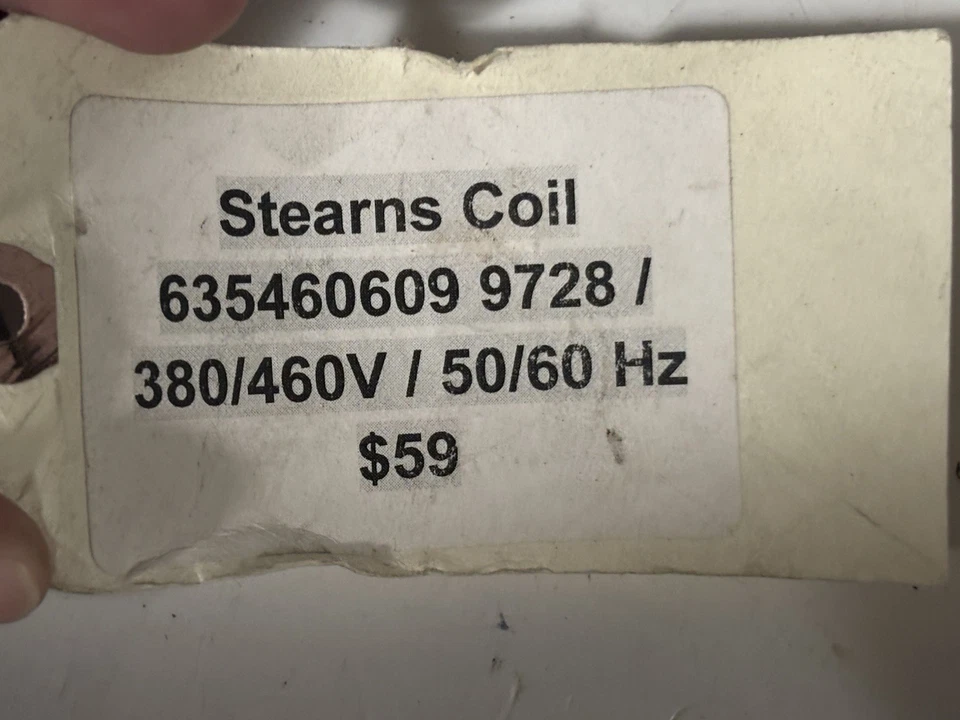 Stearns Coil
635460609 9728 /
380/460V / 50/60 Hz
$59